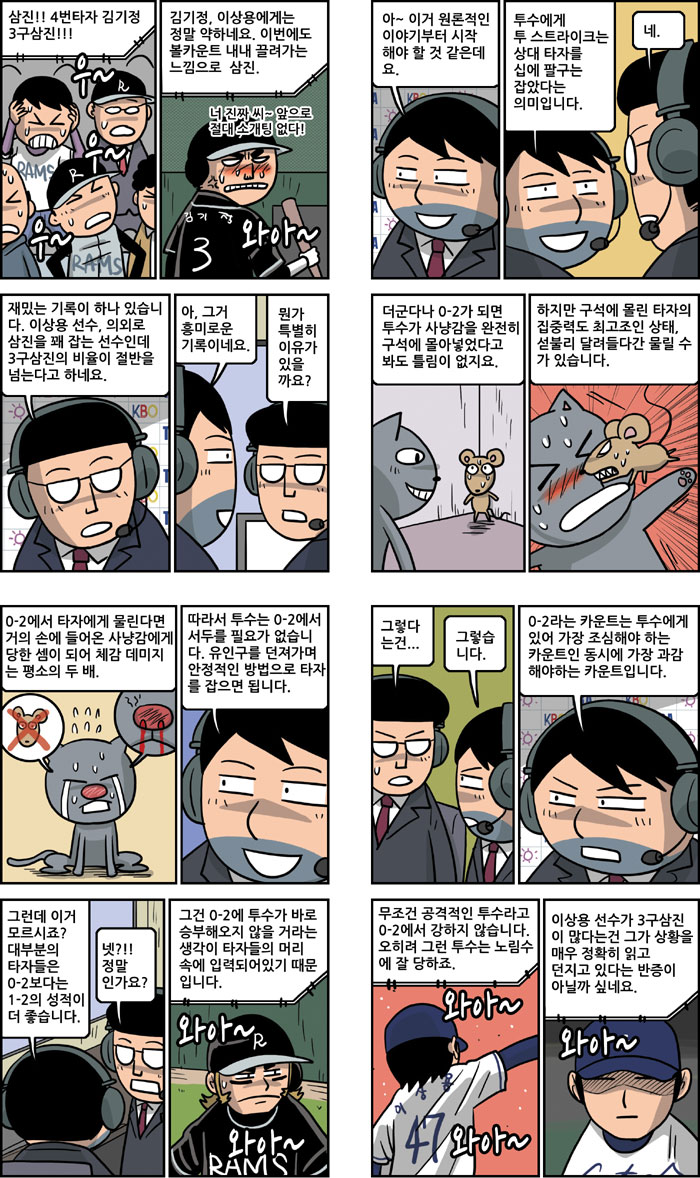 삼진!! 4번타자 김기정
3구삼진!!!
우~
우~
우~
R
RAMS
R
RAMS
김기정, 이상용에게는
정말 약하네요. 이번에도
볼카운트 내내 끌려가는
느낌으로 삼진.
너 진짜 씨~ 앞으로
절대 소개팅 없다!
김기정
3
와아~
재밌는 기록이 하나 있습니
다. 이상용 선수, 의외로
삼진을 꽤 잡는 선수인데
3구삼진의 비율이 절반을
넘는다고 하네요.
KBO
아, 그거
흥미로운
기록이네요.
뭔가
특별히
이유가
있을
까요?
아~ 이거 원론적인
이야기부터 시작
해야 할 것 같은데
요.
KBO
투수에게
투 스트라이크는
상대 타자를
십에 팔구는
잡았다는
의미입니다.
네.
더군다나 0-2가 되면
투수가 사냥감을 완전히
구석에 몰아넣었다고
봐도 틀림이 없지요.
하지만 구석에 몰린 타자의
집중력도 최고조인 상태,
섣불리 달려들다간 물릴 수
가 있습니다.
0-2에서 타자에게 물린다면
거의 손에 들어온 사냥감에게
당한 셈이 되어 체감 데미지
는 평소의 두 배.
따라서 투수는 0-2에서
서두를 필요가 없습니
다. 유인구를 던져가며
안정적인 방법으로 타자
를 잡으면 됩니다.
그런데 이거
모르시죠?
대부분의
타자들은
0-2보다는
1-2의 성적이
더 좋습니다.
넷?!!
정말
인가요?
그건 0-2에 투수가 바로
승부해오지 않을 거라는
생각이 타자들의 머리
속에 입력되어있기 때문
입니다.
와아~
R
와아~
RAMS
그렇다
는건...
그렇습
니다.
0-2라는 카운트는 투수에게
있어 가장 조심해야 하는
카운트인 동시에 가장 과감
해야하는 카운트입니다.
KB
무조건 공격적인 투수라고
0-2에서 강하지 않습니다.
오히려 그런 투수는 노림수
에 잘 당하죠.
와아~
이상용
47
와아~
이상용 선수가 3구삼진
이 많다는건 그가 상황을
매우 정확히 읽고
던지고 있다는 반증이
아닐까 싶네요.
와아~